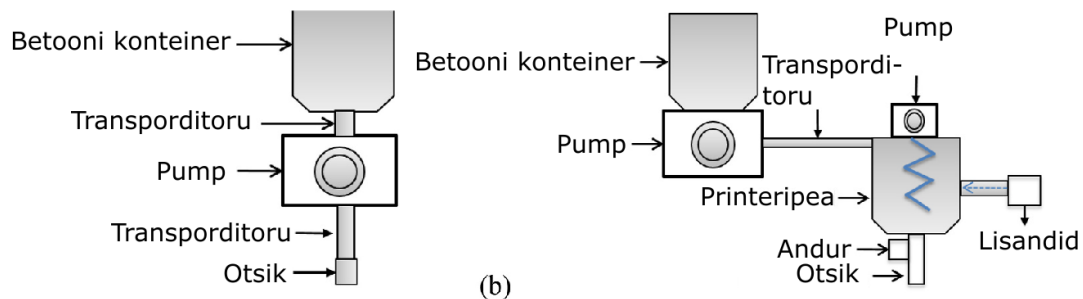 Betooni konteiner
Transporditoru
Pump
Transporditoru
Otsik
(b)
Pump
Betooni konteiner
Transpordi-
toru
Pump
Printeripea
Lisandid
Andur
Otsik